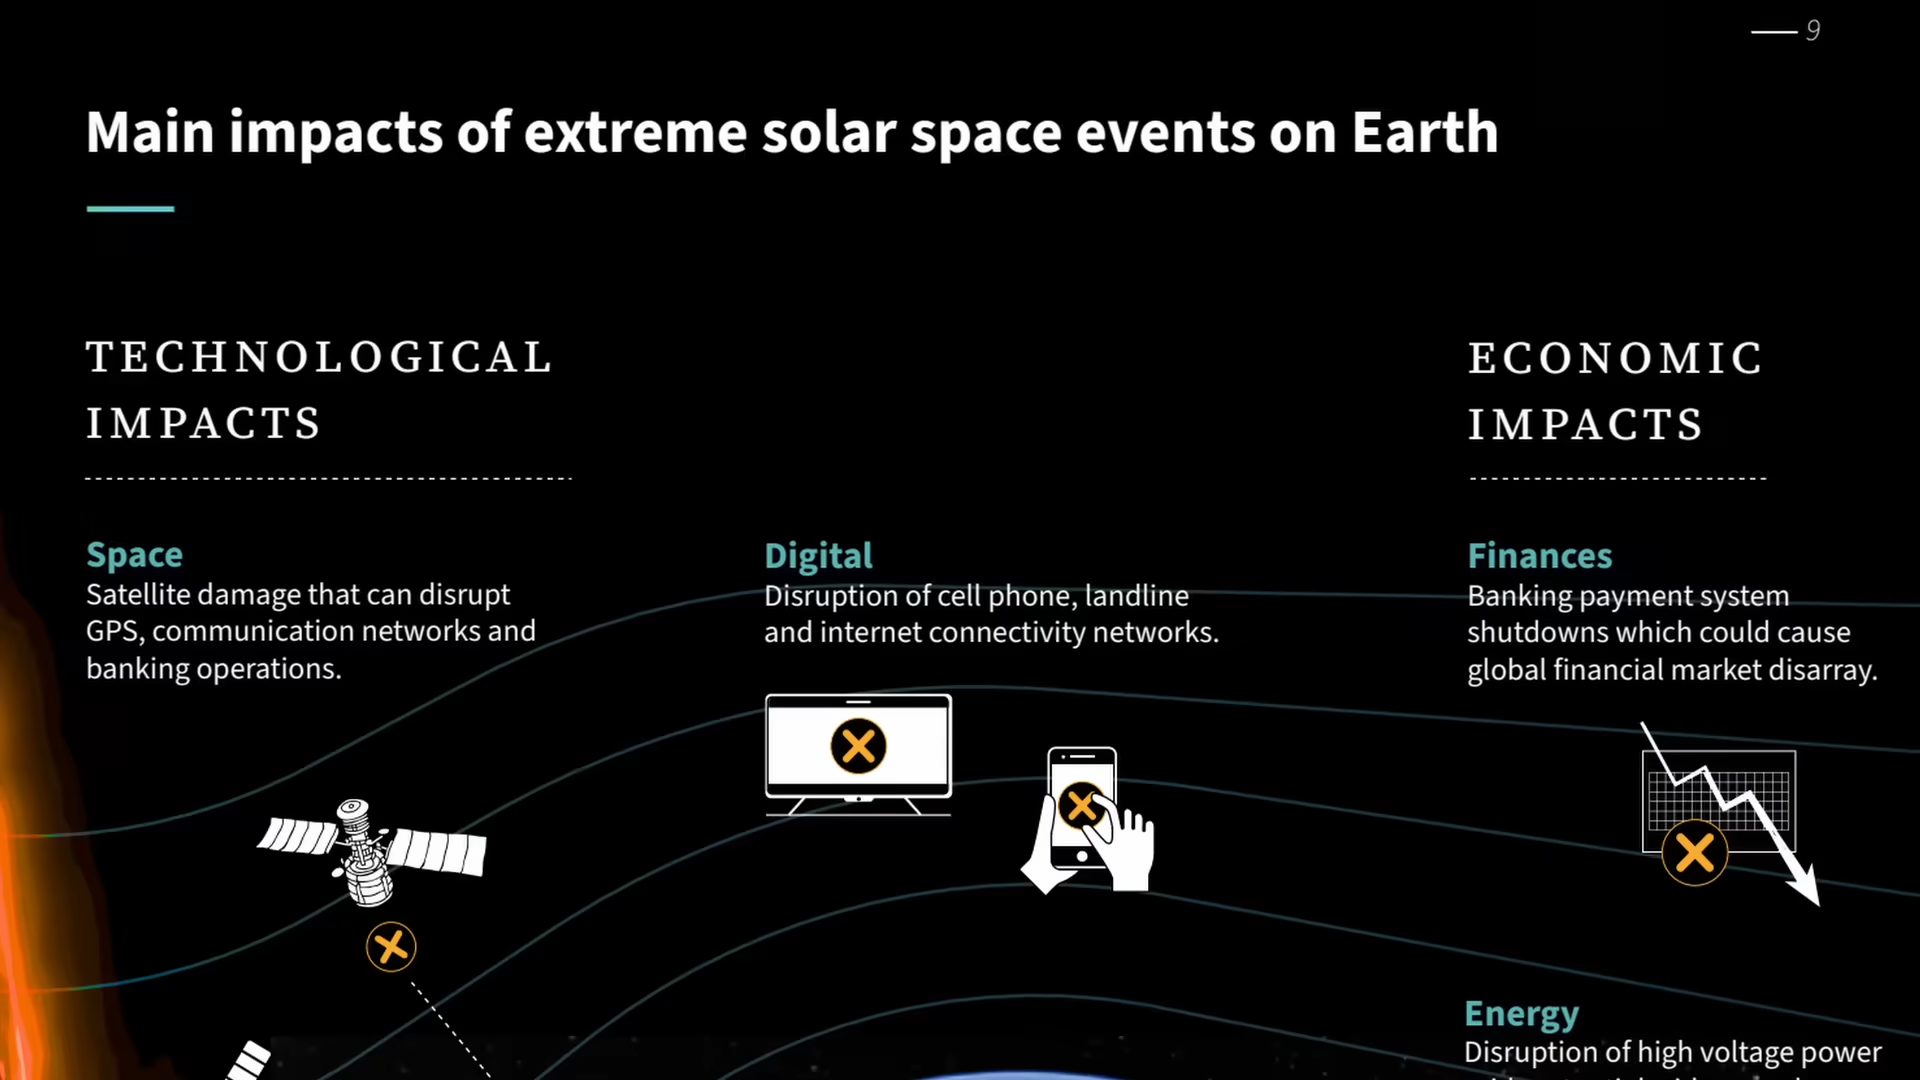 9
Main impacts of extreme solar space events on Earth
TECHNOLOGICAL
IMPACTS
Space
Satellite damage that can disrupt
GPS, communication networks and
banking operations.
Digital
Disruption of cell phone, landline
and internet connectivity networks.
ECONOMIC
IMPACTS
Finances
Banking payment system
shutdowns which could cause
global financial market disarray.
Energy
Disruption of high voltage power